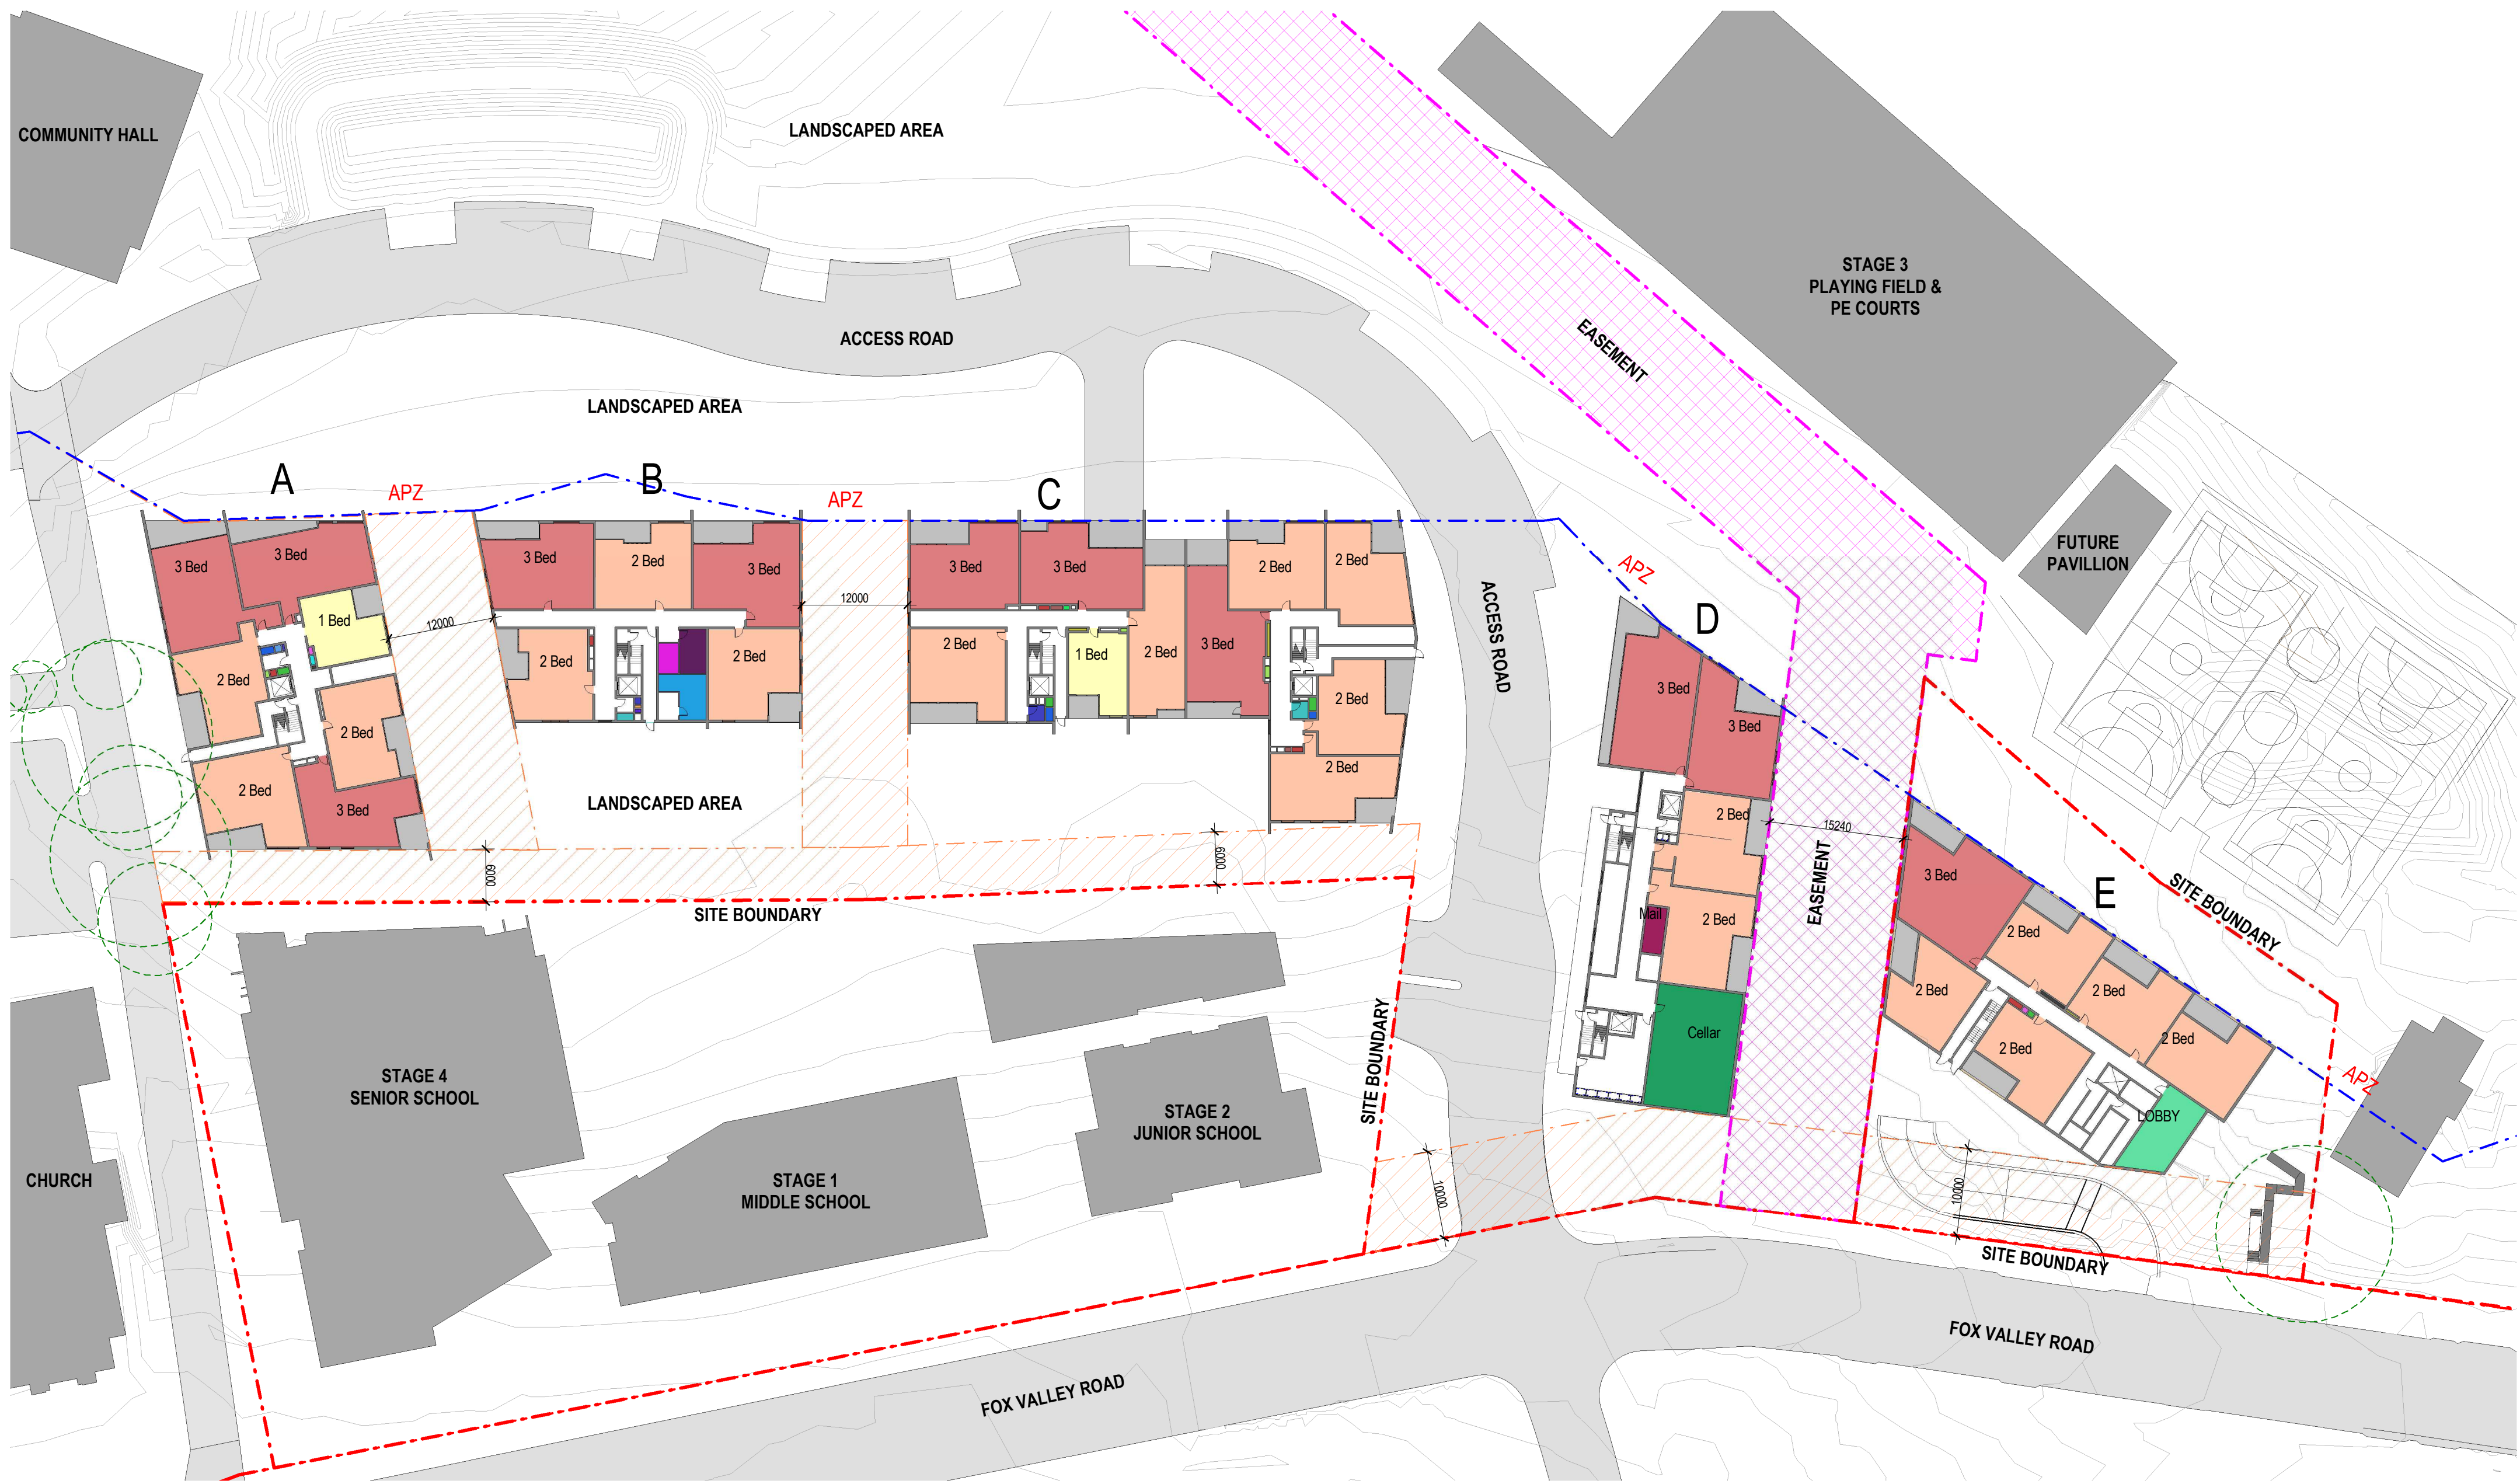 COMMUNITY HALL
LANDSCAPED AREA
STAGE 3
PLAYING FIELD &
PE COURTS
ACCESS ROAD
EASEMENT
LANDSCAPED AREA
A
APZ
B
APZ
C
FUTURE
PAVILLION
APZ
D
ACCESS ROAD
3 Bed
3 Bed
1 Bed
2 Bed
2 Bed
2 Bed
3 Bed
12000
3 Bed
2 Bed
3 Bed
2 Bed
2 Bed
12000
3 Bed
3 Bed
2 Bed
2 Bed
2 Bed
1 Bed
2 Bed
3 Bed
2 Bed
2 Bed
3 Bed
3 Bed
2 Bed
2 Bed
Mail
Cellar
15240
EASEMENT
LANDSCAPED AREA
6000
6000
SITE BOUNDARY
E
SITE BOUNDARY
3 Bed
2 Bed
2 Bed
2 Bed
2 Bed
2 Bed
LOBBY
APZ
SITE BOUNDARY
STAGE 4
SENIOR SCHOOL
STAGE 2
JUNIOR SCHOOL
STAGE 1
MIDDLE SCHOOL
CHURCH
10000
10000
SITE BOUNDARY
FOX VALLEY ROAD
FOX VALLEY ROAD